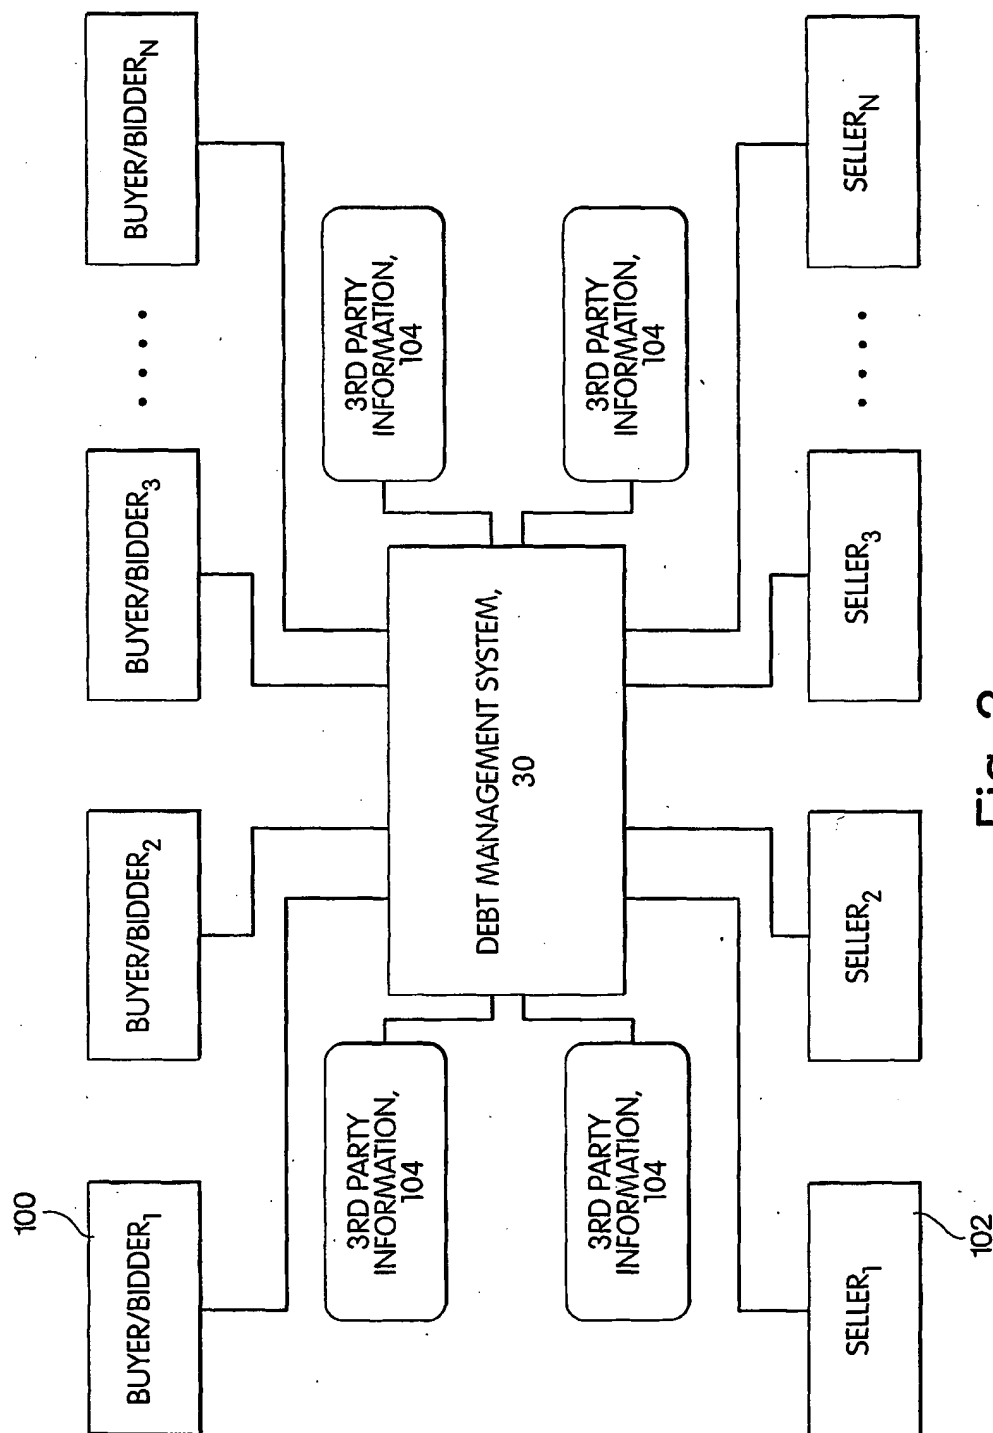 100
BUYER/BIDDER1
BUYER/BIDDER2
BUYER/BIDDER3
. . . .
BUYER/BIDDERN
3RD PARTY
INFORMATION,
104
3RD PARTY
INFORMATION,
104
DEBT MANAGEMENT SYSTEM,
30
3RD PARTY
INFORMATION,
104
3RD PARTY
INFORMATION,
104
SELLER1
SELLER2
SELLER3
. . . .
SELLERN
102
Fig.